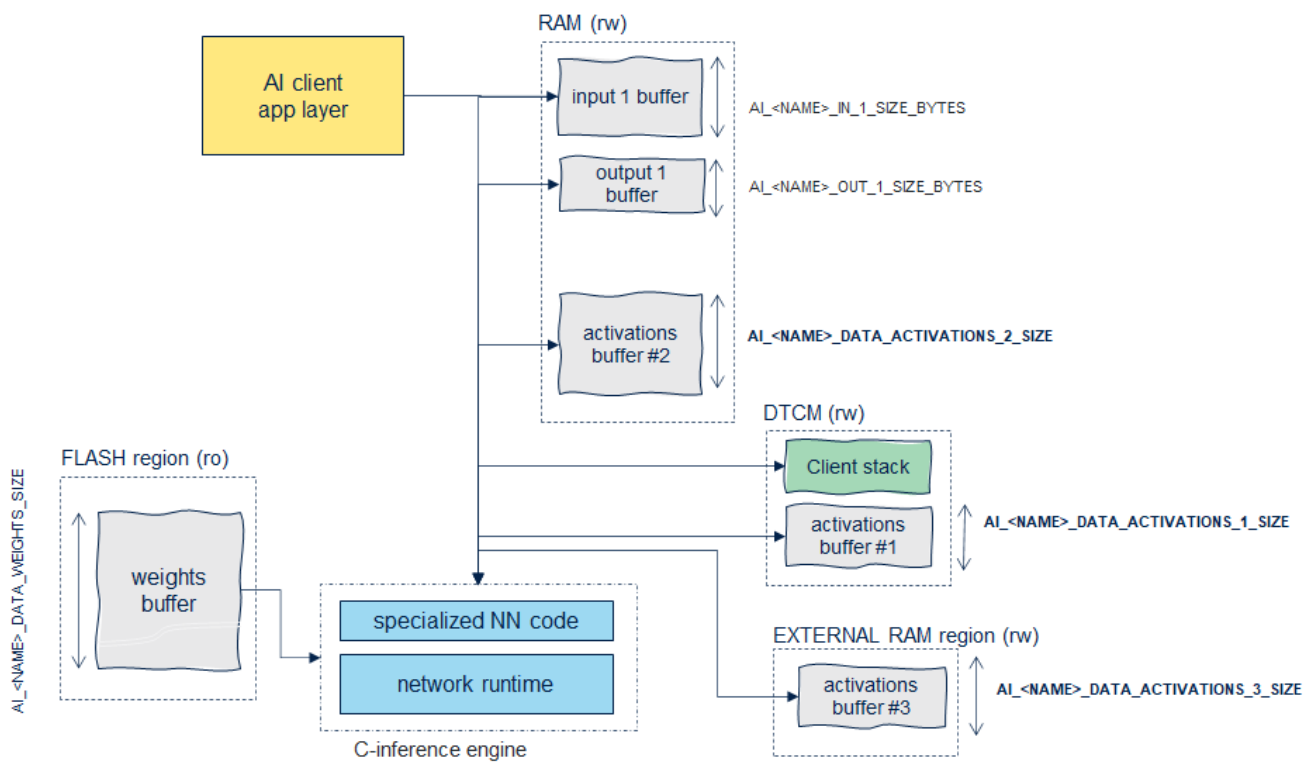 RAM (rw)
AI client
app layer
input 1 buffer
AI_<NAME>_IN_1_SIZE_BYTES
output 1
buffer
AI_<NAME>_OUT_1_SIZE_BYTES
activations
buffer #2
AI_<NAME>_DATA_ACTIVATIONS_2_SIZE
DTCM (rw)
Client stack
activations
buffer #1
AI_<NAME>_DATA_ACTIVATIONS_1_SIZE
FLASH region (ro)
AI_<NAME>_DATA_WEIGHTS_SIZE
weights
buffer
specialized NN code
network runtime
C-inference engine
EXTERNAL RAM region (rw)
activations
buffer #3
AI_<NAME>_DATA_ACTIVATIONS_3_SIZE